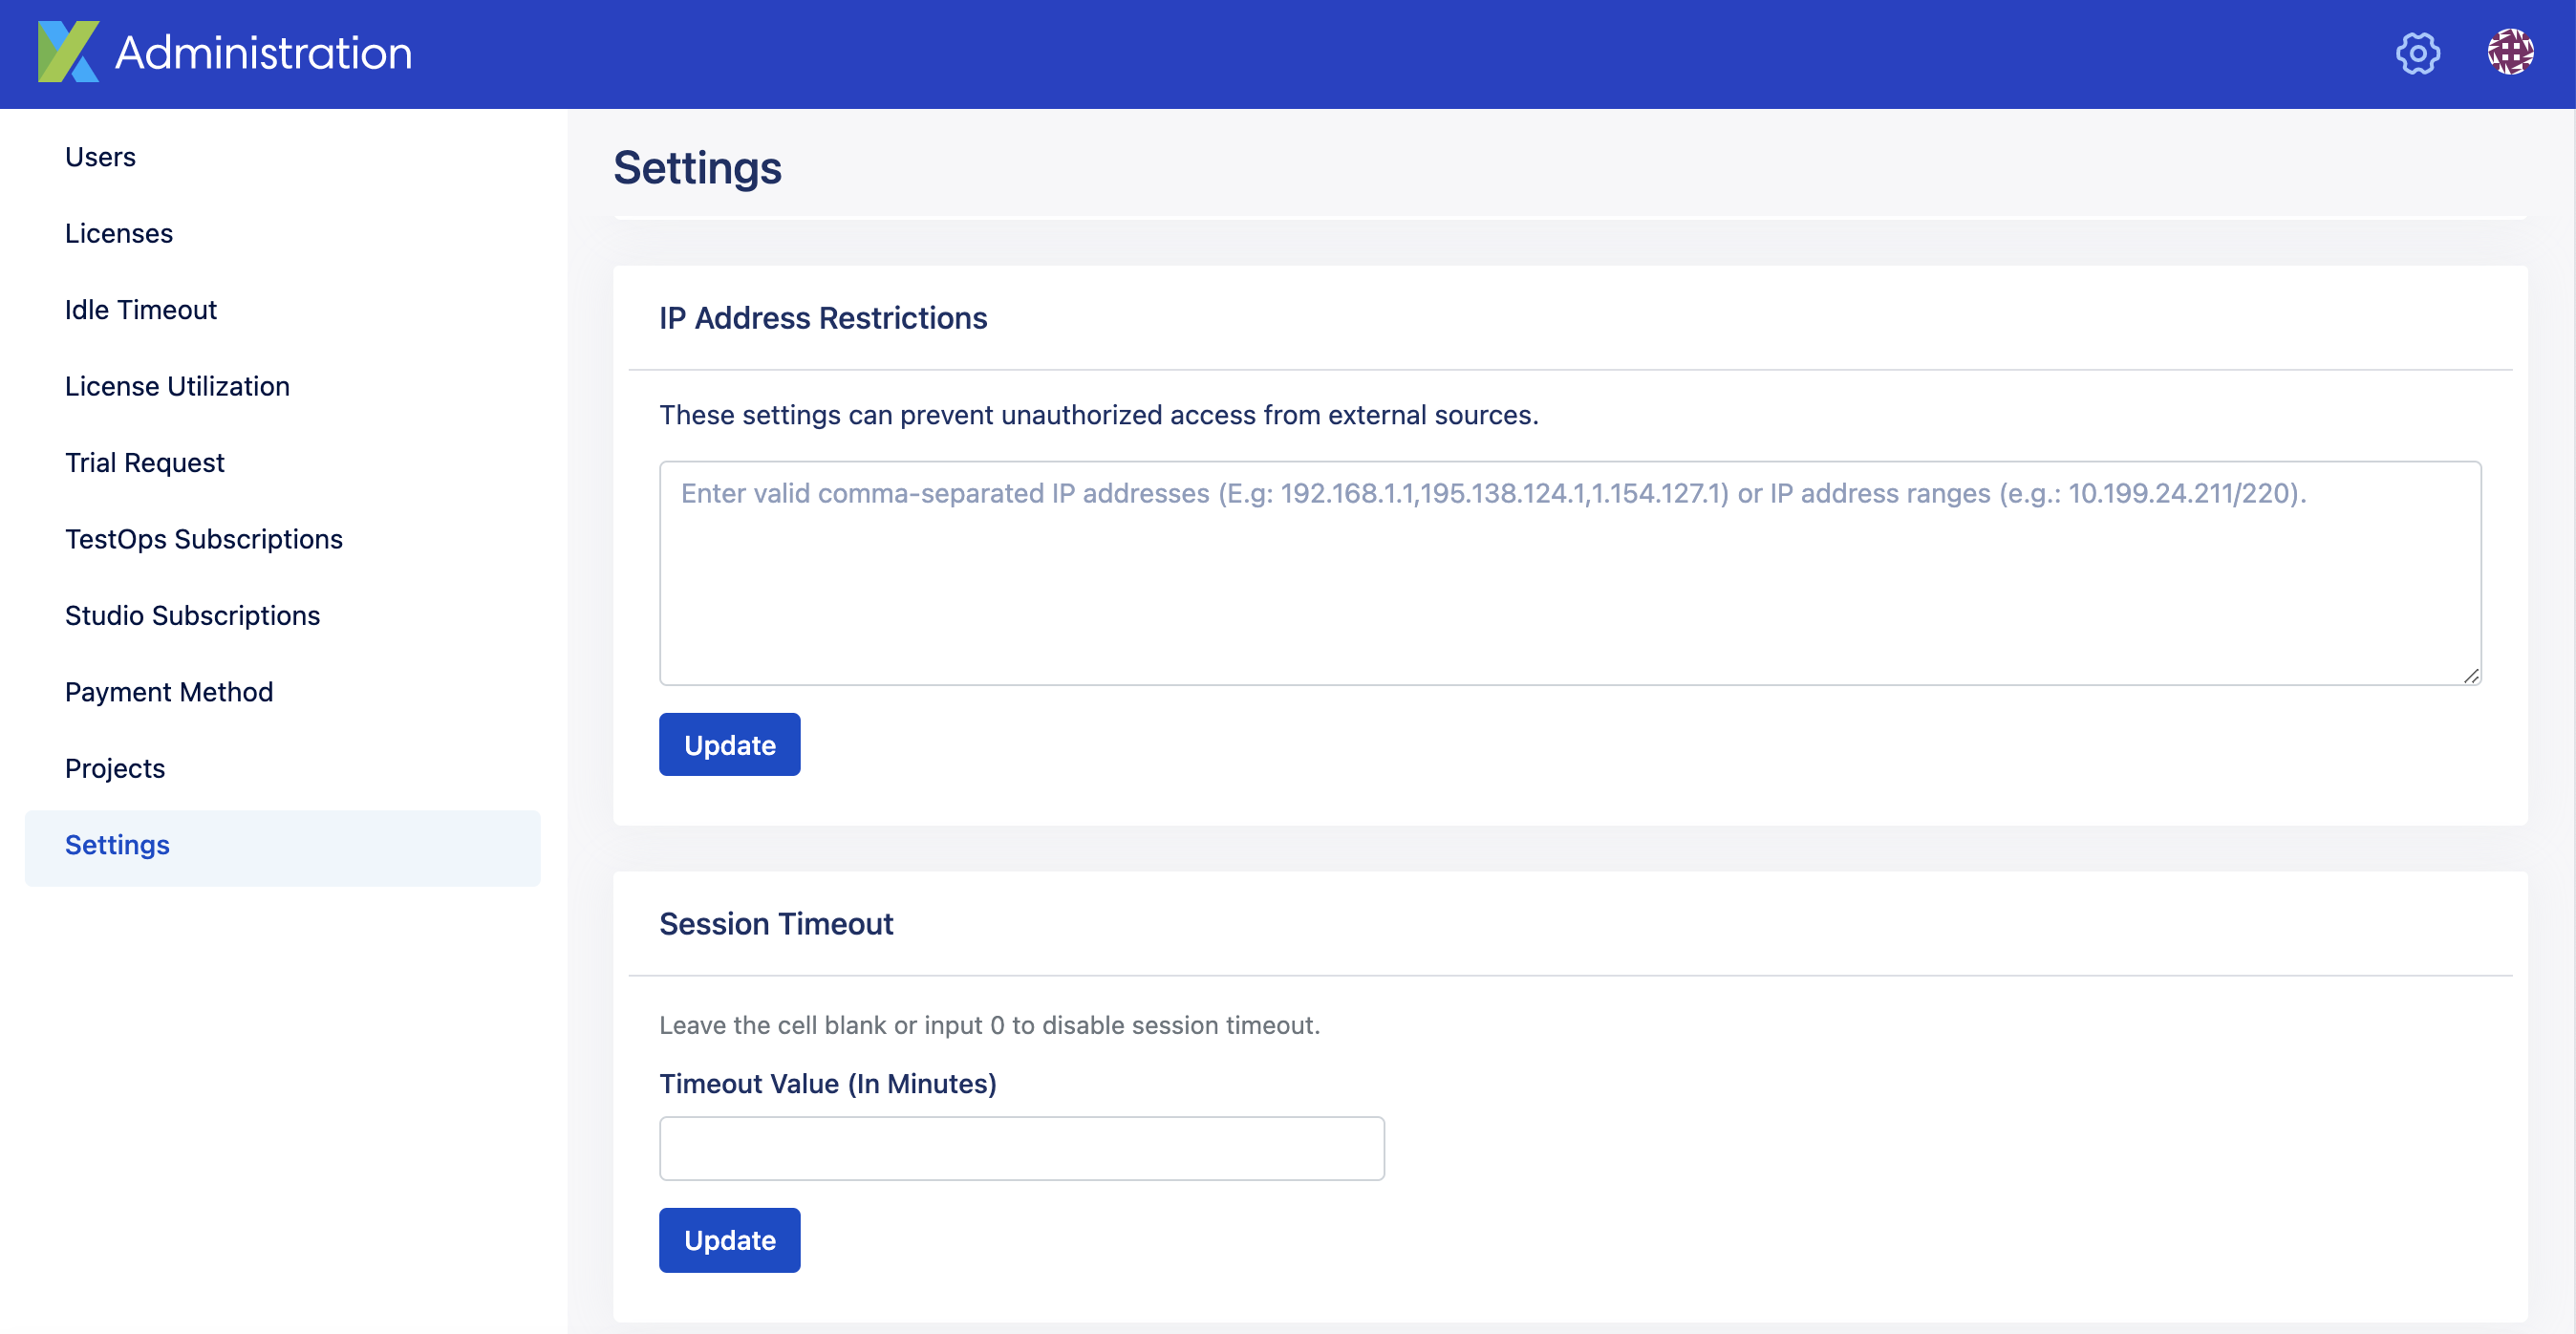 Administration
Users
Licenses
Idle Timeout
License Utilization
Trial Request
TestOps Subscriptions
Studio Subscriptions
Payment Method
Projects
Settings
Settings
IP Address Restrictions
These settings can prevent unauthorized access from external sources.
Enter valid comma-separated IP addresses (E.g: 192.168.1.1,195.138.124.1,1.154.127.1) or IP address ranges (e.g.: 10.199.24.211/220).
Update
Session Timeout
Leave the cell blank or input 0 to disable session timeout.
Timeout Value (In Minutes)
Update